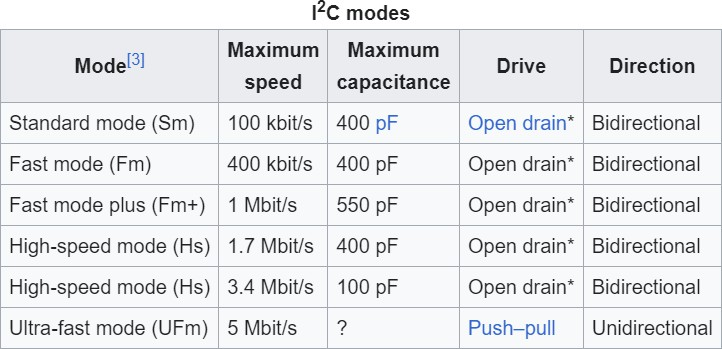 I²C modes
Mode[3] Maximum speed Maximum capacitance Drive Direction
Standard mode (Sm) 100 kbit/s 400 pF Open drain* Bidirectional
Fast mode (Fm) 400 kbit/s 400 pF Open drain* Bidirectional
Fast mode plus (Fm+) 1 Mbit/s 550 pF Open drain* Bidirectional
High-speed mode (Hs) 1.7 Mbit/s 400 pF Open drain* Bidirectional
High-speed mode (Hs) 3.4 Mbit/s 100 pF Open drain* Bidirectional
Ultra-fast mode (UFm) 5 Mbit/s ? Push–pull Unidirectional